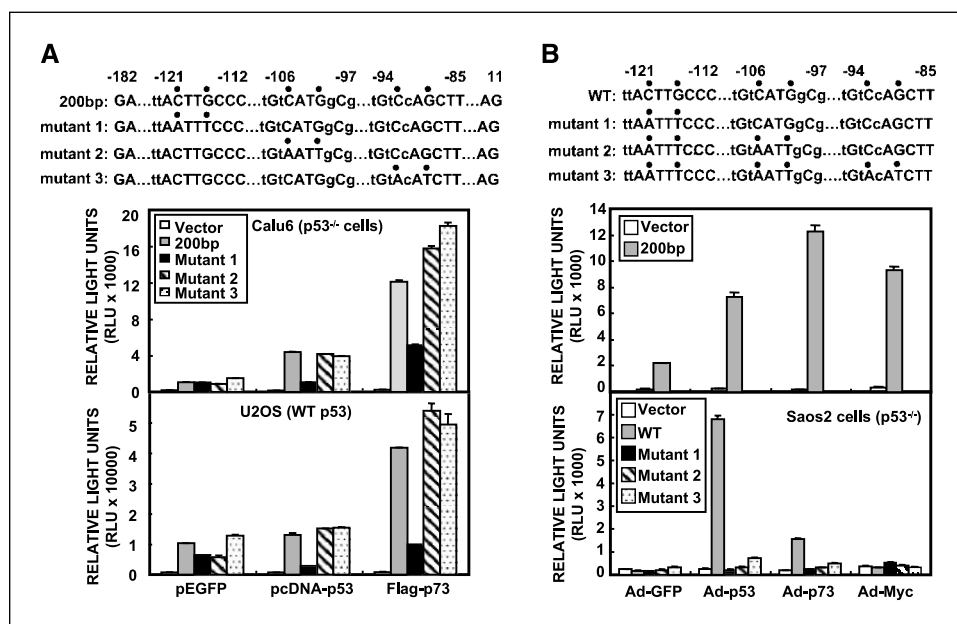 A
-182 -121 -112 -106 -97 -94 -85 11
200bp: GA...ttACTTGCCC...tGtCATGgCg...tGtCcAGCTT...AG
mutant 1: GA...ttAATTTCCC...tGtCATGgCg...tGtCcAGCTT...AG
mutant 2: GA...ttACTTGCCC...tGtAATTgCg...tGtCcAGCTT...AG
mutant 3: GA...ttACTTGCCC...tGtCATGgCg...tGtAcATCTT...AG
RELATIVE LIGHT UNITS
(RLU x 1000)
20
16
12
8
4
0
Vector
200bp
Mutant 1
Mutant 2
Mutant 3
Calu6 (p53-/- cells)
RELATIVE LIGHT UNITS
(RLU x 10000)
5
4
3
2
1
0
U2OS (WT p53)
pEGFP pcDNA-p53 Flag-p73
B
-121 -112 -106 -97 -94 -85
WT: ttACTTGCCC...tGtCATGgCg....tGtCcAGCTT
mutant 1: ttAATTTCCC...tGtCATGgCg....tGtCcAGCTT
mutant 2: ttAATTTCCC...tGtAATTgCg....tGtCcAGCTT
mutant 3: ttAATTTCCC...tGtAATTgCg....tGtAcATCTT
RELATIVE LIGHT UNITS
(RLU x 1000)
14
12
10
8
6
4
2
0
Vector
200bp
RELATIVE LIGHT UNITS
(RLU x 1000)
7
6
5
4
3
2
1
0
Vector
WT
Mutant 1
Mutant 2
Mutant 3
Saos2 cells (p53-/-)
Ad-GFP Ad-p53 Ad-p73 Ad-Myc